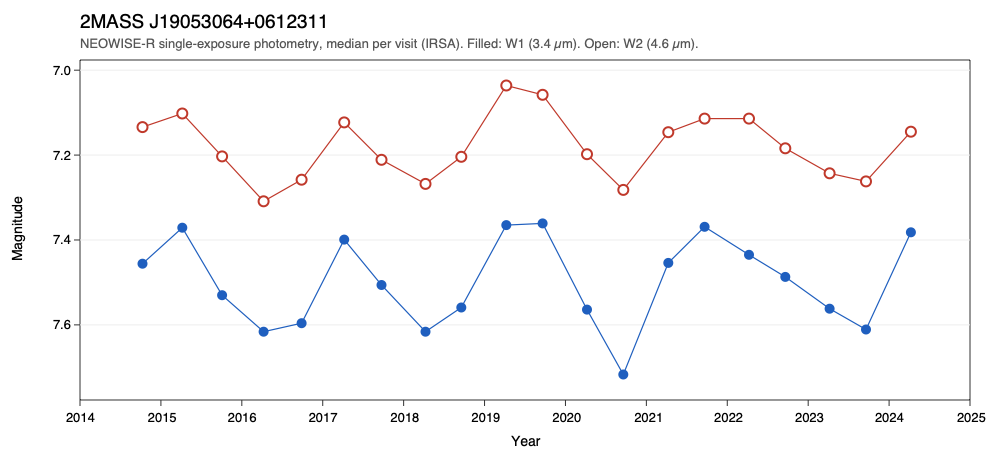 2MASS J19053064+0612311
NEOWISE-R single-exposure photometry, median per visit (IRSA). Filled: W1 (3.4 µm). Open: W2 (4.6 µm).
7.0
7.2
7.4
7.6
Magnitude
2014 2015 2016 2017 2018 2019 2020 2021 2022 2023 2024 2025
Year